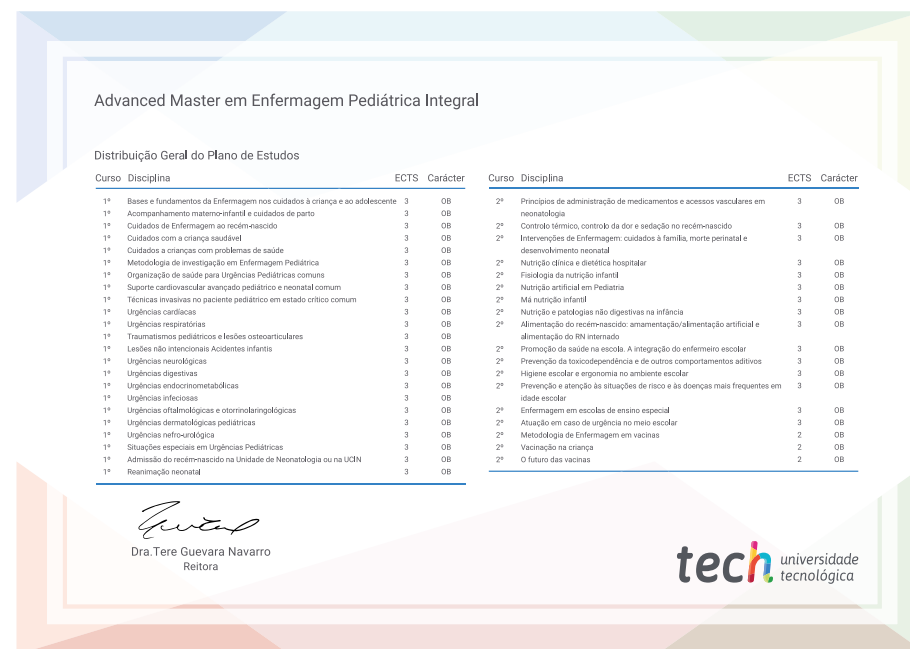 Advanced Master em Enfermagem Pediátrica Integral
Distribuição Geral do Plano de Estudos
Curso Disciplina ECTS Carácter
1º Bases e fundamentos da Enfermagem nos cuidados à criança e ao adolescente 3 OB
1º Acompanhamento materno-infantil e cuidados de parto 3 OB
1º Cuidados de Enfermagem ao recém-nascido 3 OB
1º Cuidados com a criança saudável 3 OB
1º Cuidados a crianças com problemas de saúde 3 OB
1º Metodologia de investigação em Enfermagem Pediátrica 3 OB
1º Organização de saúde para Urgências Pediátricas comuns 3 OB
1º Suporte cardiovascular avançado pediátrico e neonatal comum 3 OB
1º Técnicas invasivas no paciente pediátrico em estado crítico comum 3 OB
1º Urgências cardíacas 3 OB
1º Urgências respiratórias 3 OB
1º Traumatismos pediátricos e lesões osteoarticulares 3 OB
1º Lesões não intencionais Acidentes infantis 3 OB
1º Urgências neurológicas 3 OB
1º Urgências digestivas 3 OB
1º Urgências endocrinometabólicas 3 OB
1º Urgências infeciosas 3 OB
1º Urgências oftalmológicas e otorrinolaringológicas 3 OB
1º Urgências dermatológicas pediátricas 3 OB
1º Urgências nefro-urológica 3 OB
1º Situações especiais em Urgências Pediátricas 3 OB
1º Admissão do recém-nascido na Unidade de Neonatologia ou na UCIN 3 OB
1º Reanimação neonatal 3 OB
Curso Disciplina ECTS Carácter
2º Princípios de administração de medicamentos e acessos vasculares em 3 OB
neonatologia
2º Controlo térmico, controlo da dor e sedação no recém-nascido 3 OB
2º Intervenções de Enfermagem: cuidados à família, morte perinatal e 3 OB
desenvolvimento neonatal
2º Nutrição clínica e dietética hospitalar 3 OB
2º Fisiologia da nutrição infantil 3 OB
2º Nutrição artificial em Pediatria 3 OB
2º Má nutrição infantil 3 OB
2º Nutrição e patologias não digestivas na infância 3 OB
2º Alimentação do recém-nascido: amamentação/alimentação artificial e 3 OB
alimentação do RN internado
2º Promoção da saúde na escola. A integração do enfermeiro escolar 3 OB
2º Prevenção da toxicodependência e de outros comportamentos aditivos 3 OB
2º Higiene escolar e ergonomia no ambiente escolar 3 OB
2º Prevenção e atenção às situações de risco e às doenças mais frequentes em 3 OB
idade escolar
2º Enfermagem em escolas de ensino especial 3 OB
2º Atuação em caso de urgência no meio escolar 3 OB
2º Metodologia de Enfermagem em vacinas 2 OB
2º Vacinação na criança 2 OB
2º O futuro das vacinas 2 OB
Dra.Tere Guevara Navarro
Reitora
tech universidade
tecnológica